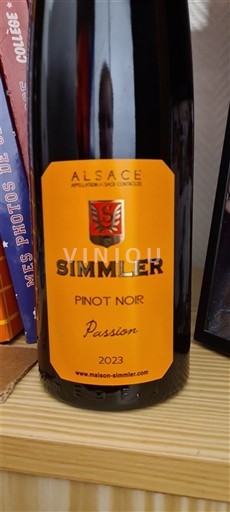 COLLÈGE
MES PHOTOS DE
ALSACE
APPELLATION ALSACE CONTRÔLÉE
S
VINIOU
SIMMLER
PINOT NOIR
Passion
2023
www.maison-simmler.com